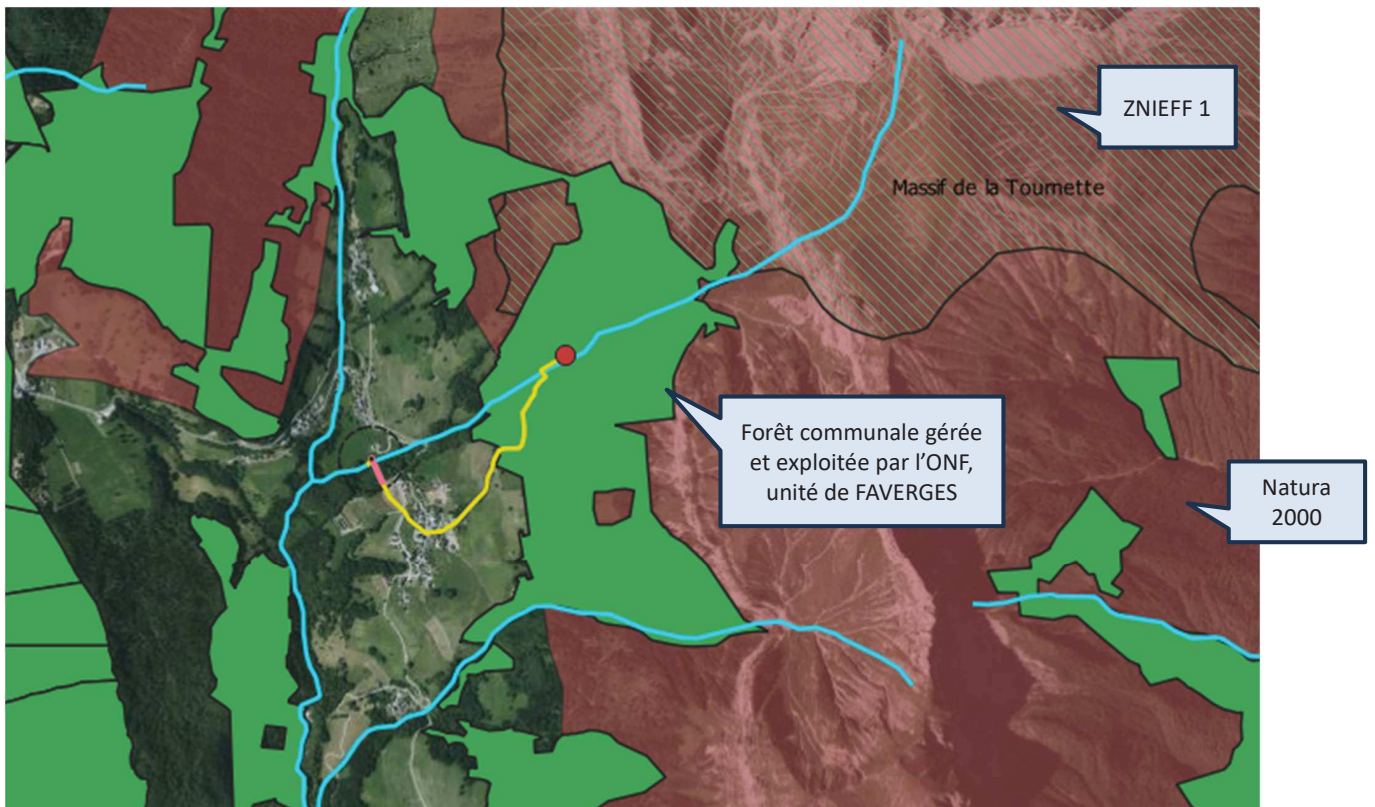 ZNIEFF 1
Massif de la Tournette
Forêt communale gérée
et exploitée par l'ONF,
unité de FAVERGES
Natura
2000